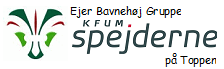 Ejer Bavnehøj Gruppe
KFUM
spejderne
på Toppen